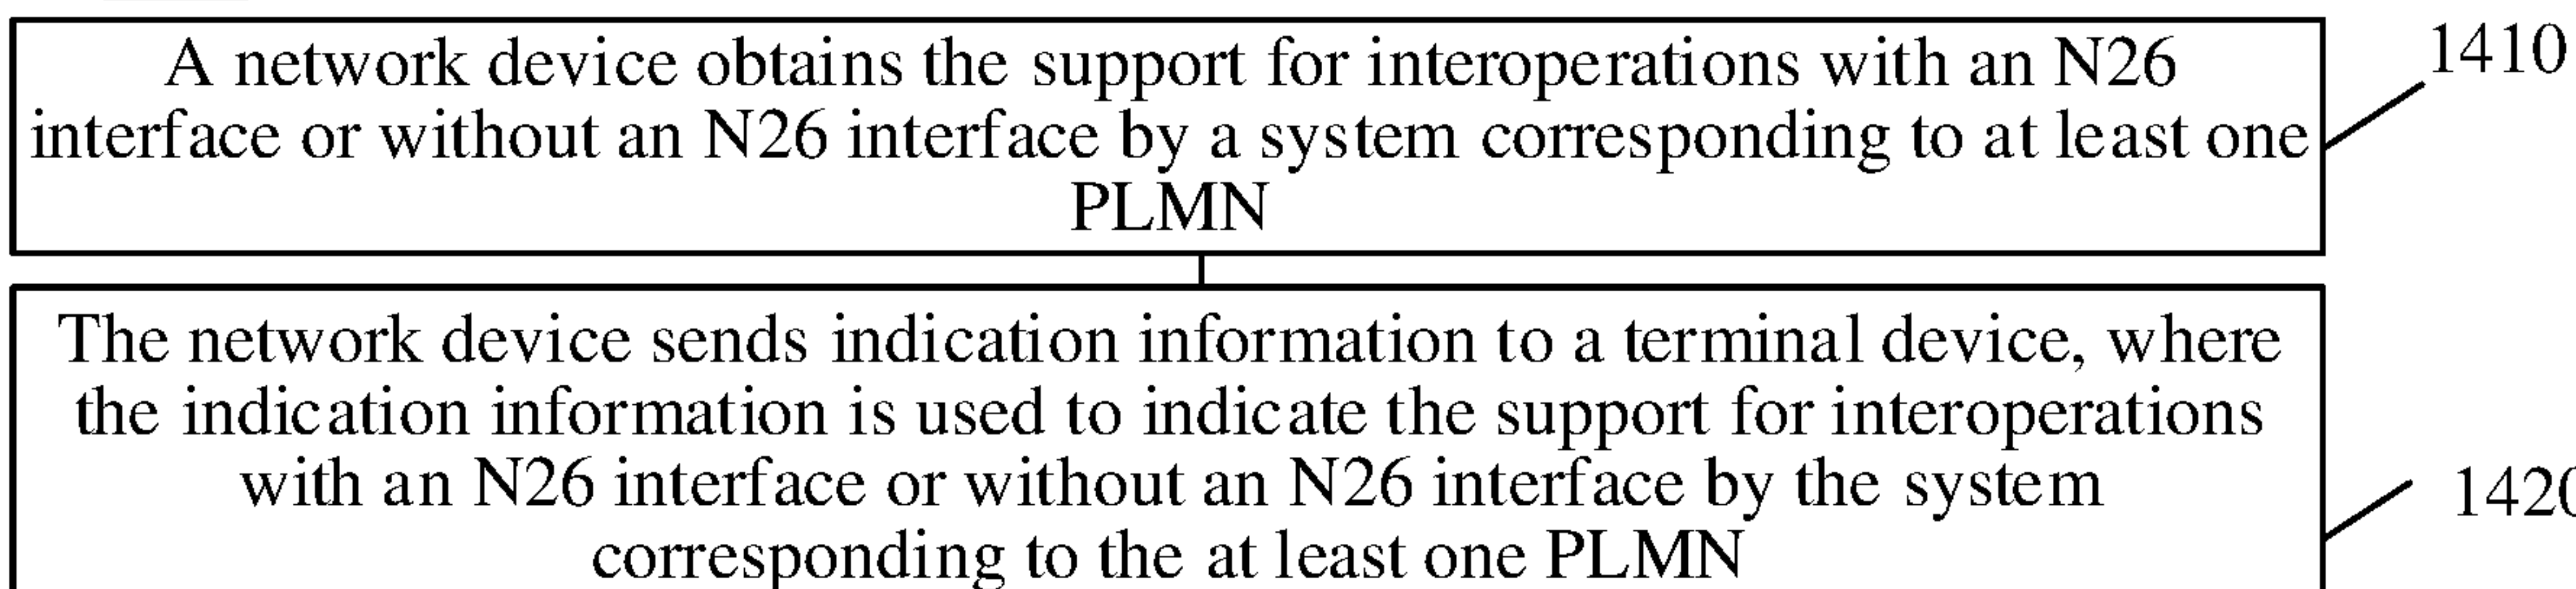 A network device obtains the support for interoperations with an N26
interface or without an N26 interface by a system corresponding to at least one
PLMN
1410
The network device sends indication information to a terminal device, where
the indication information is used to indicate the support for interoperations
with an N26 interface or without an N26 interface by the system
corresponding to the at least one PLMN
1420